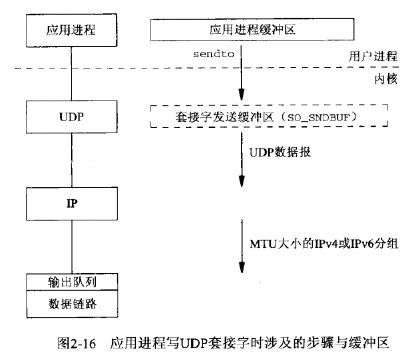 应用进程
应用进程缓冲区
sendto
用户进程
内核
UDP
套接字发送缓冲区（SO_SNDBUF）
UDP数据报
IP
MTU大小的IPv4或IPv6分组
输出队列
数据链路
图2-16 应用进程写UDP套接字时涉及的步骤与缓冲区